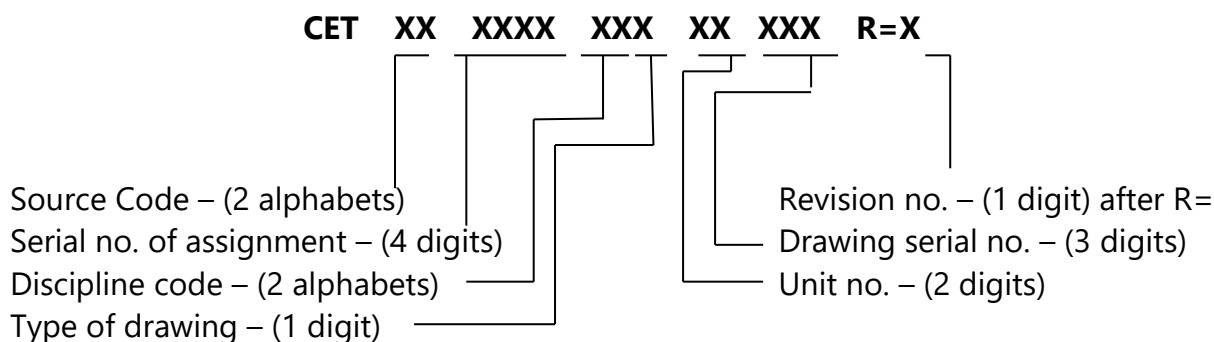 CET XX XXXX XXX XX XXX R=X
Source Code – (2 alphabets)
Serial no. of assignment – (4 digits)
Discipline code – (2 alphabets)
Type of drawing – (1 digit)
Revision no. – (1 digit) after R=
Drawing serial no. – (3 digits)
Unit no. – (2 digits)